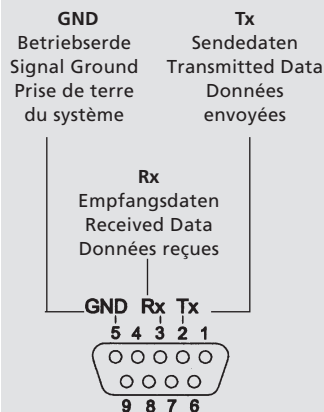 GND
Betriebserde
Signal Ground
Prise de terre
du système
Tx
Sendedaten
Transmitted Data
Données
envoyées
Rx
Empfangsdaten
Received Data
Données reçues
GND Rx Tx
5 4 3 2 1
9 8 7 6